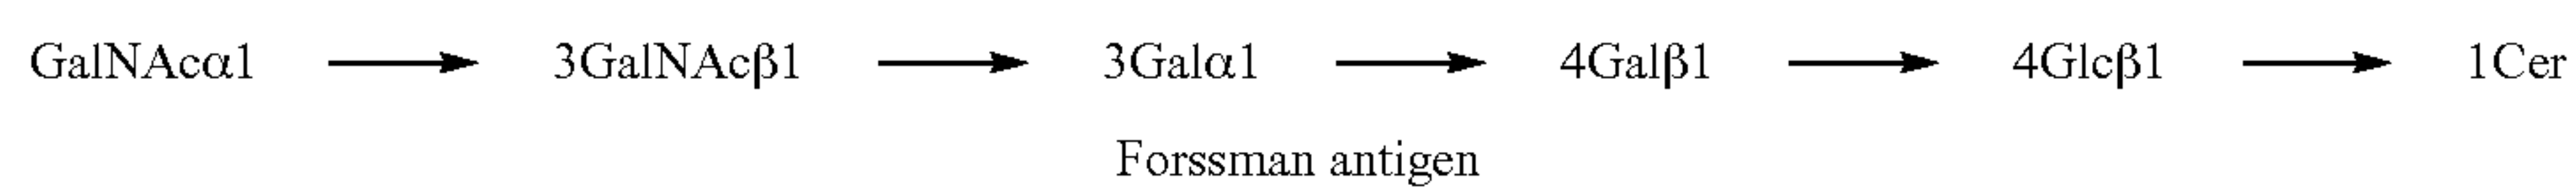 GalNAcα1 ⟶ 3GalNAcβ1 ⟶ 3Galα1 ⟶ 4Galβ1 ⟶ 4Glcβ1 ⟶ 1Cer
Forssman antigen